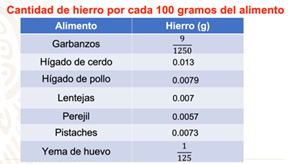 Cantidad de hierro por cada 100 gramos del alimento
Alimento Hierro (g)
Garbanzos 9/1250
Hígado de cerdo 0.013
Hígado de pollo 0.0079
Lentejas 0.007
Perejil 0.0057
Pistaches 0.0073
Yema de huevo 1/125